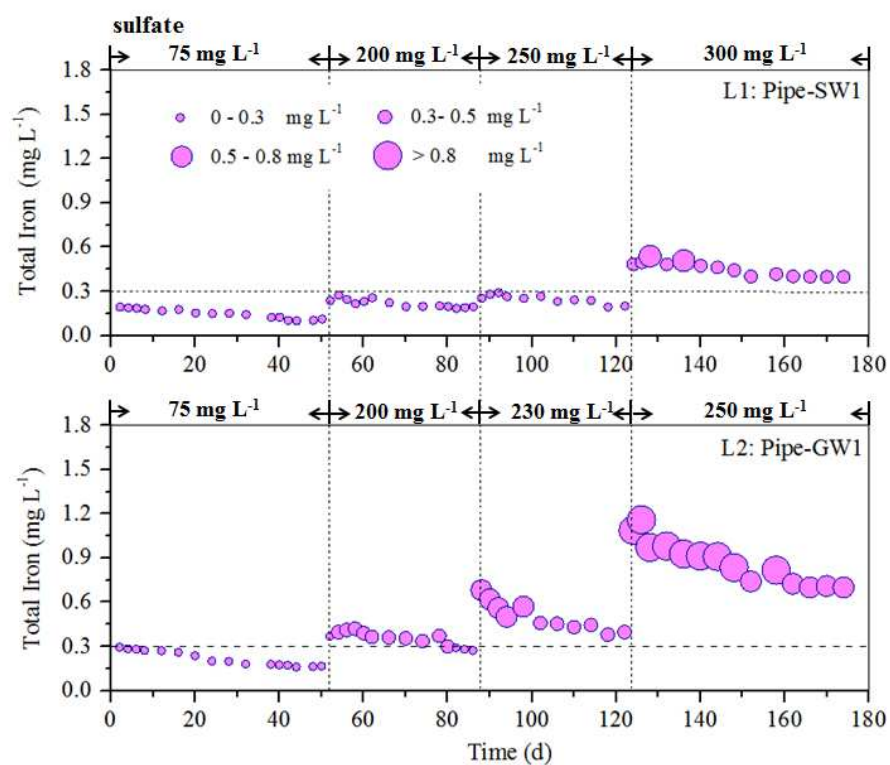 sulfate
75 mg L-1 200 mg L-1 250 mg L-1 300 mg L-1
1.8
L1: Pipe-SW1
0 - 0.3 mg L-1 0.3- 0.5 mg L-1
1.5
0.5 - 0.8 mg L-1 > 0.8 mg L-1
1.2
Total Iron (mg L-1)
0.9
0.6
0.3
0.0
0 20 40 60 80 100 120 140 160 180
75 mg L-1 200 mg L-1 230 mg L-1 250 mg L-1
1.8
L2: Pipe-GW1
1.5
1.2
Total Iron (mg L-1)
0.9
0.6
0.3
0.0
0 20 40 60 80 100 120 140 160 180
Time (d)